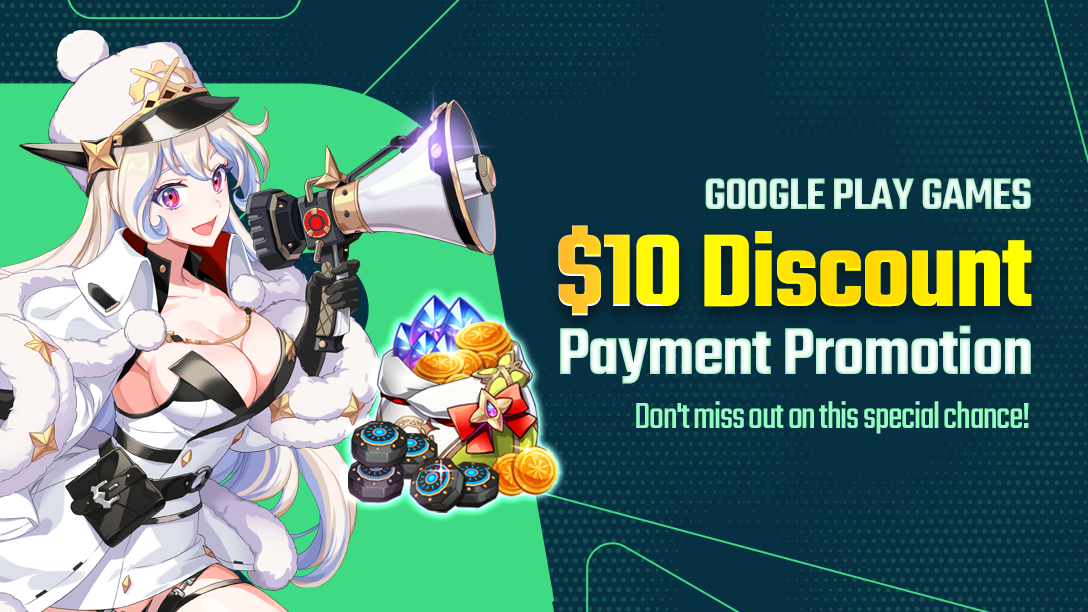 GOOGLE PLAY GAMES
$10 Discount
Payment Promotion
Don't miss out on this special chance!